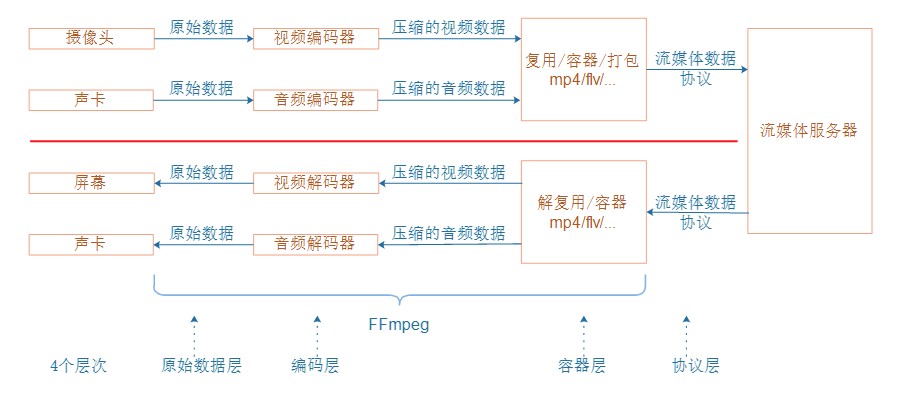 摄像头
原始数据
视频编码器
压缩的视频数据
复用/容器/打包
mp4/flv/...
流媒体数据
协议
声卡
原始数据
音频编码器
压缩的音频数据
流媒体服务器
屏幕
原始数据
视频解码器
压缩的视频数据
解复用/容器
mp4/flv/...
流媒体数据
协议
声卡
原始数据
音频解码器
压缩的音频数据
FFmpeg
4个层次
原始数据层
编码层
容器层
协议层